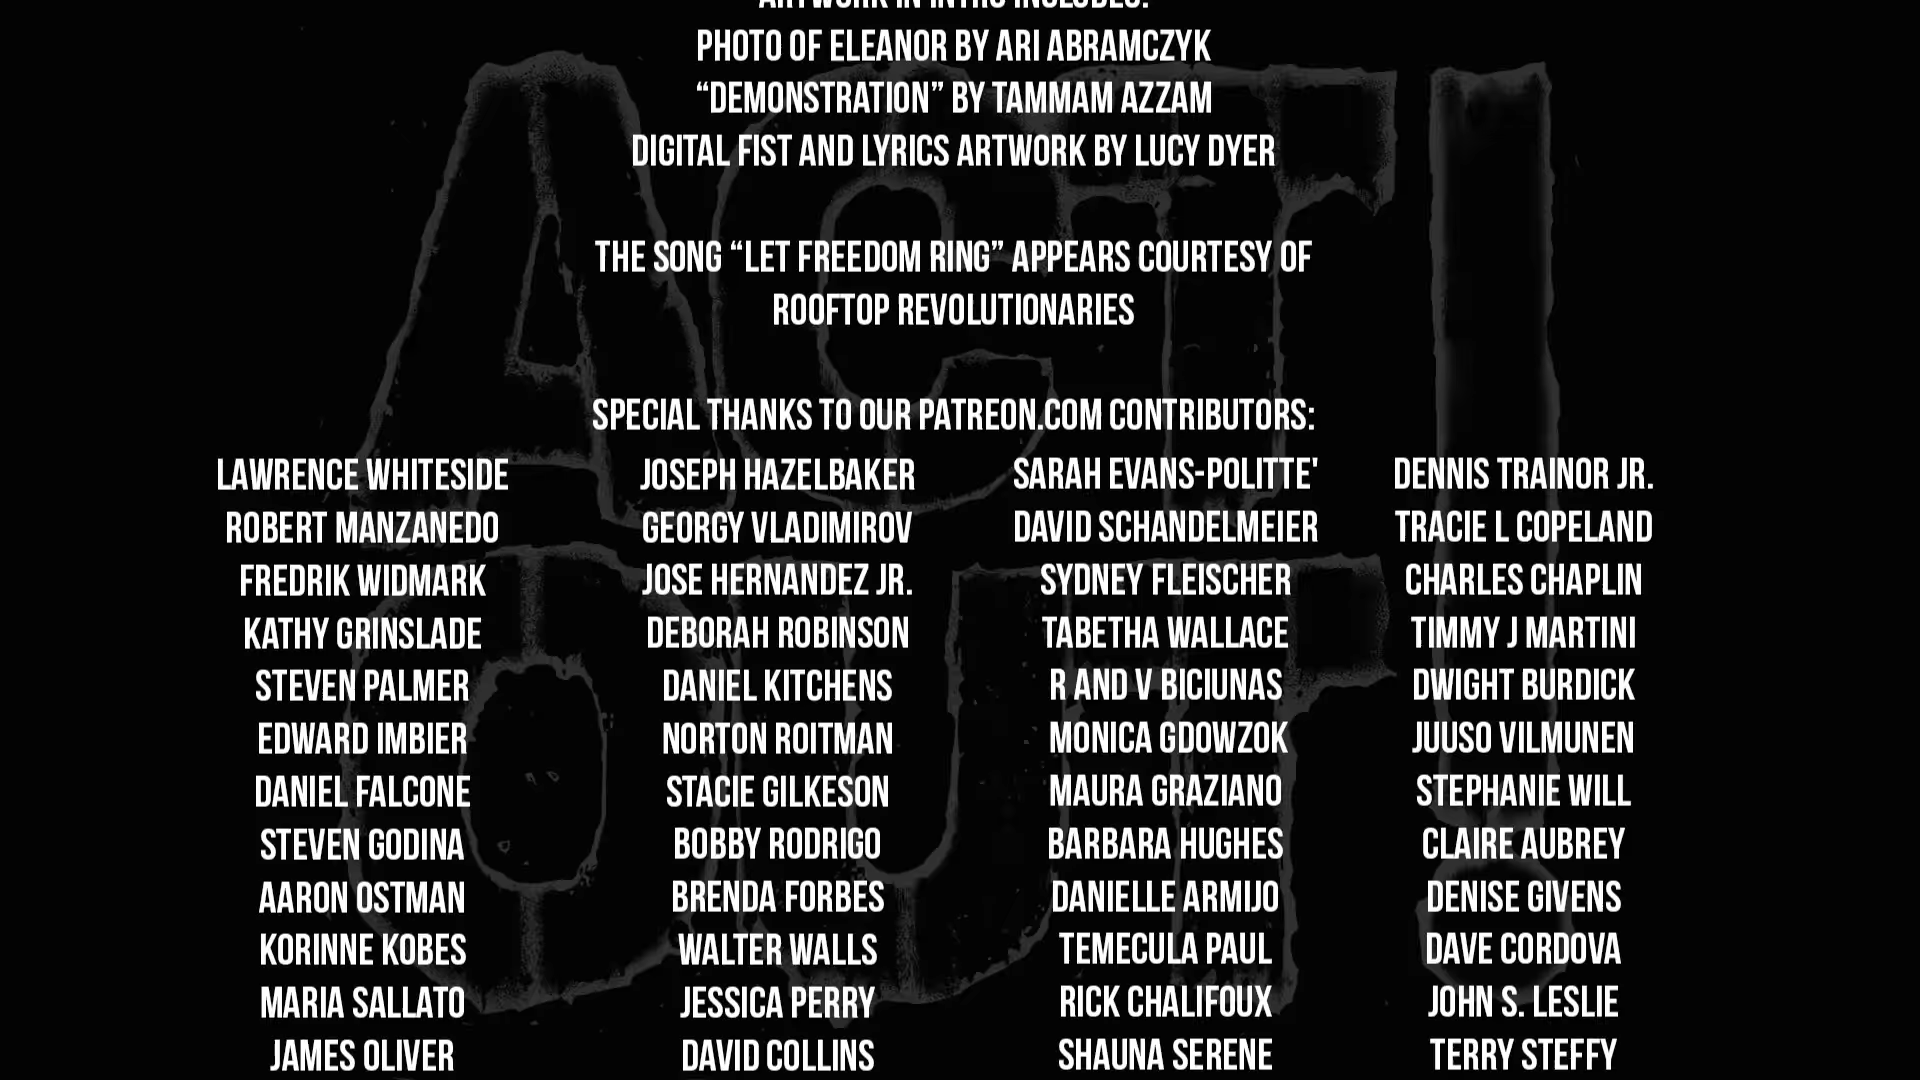 ARTWORK IN INTRO INCLUDES:
PHOTO OF ELEANOR BY ARI ABRAMCZYK
“DEMONSTRATION” BY TAMMAM AZZAM
DIGITAL FIST AND LYRICS ARTWORK BY LUCY DYER
THE SONG “LET FREEDOM RING” APPEARS COURTESY OF
ROOFTOP REVOLUTIONARIES
SPECIAL THANKS TO OUR PATREON.COM CONTRIBUTORS:
LAWRENCE WHITESIDE JOSEPH HAZELBAKER SARAH EVANS-POLITTE' DENNIS TRAINOR JR.
ROBERT MANZANEDO GEORGY VLADIMIROV DAVID SCHANDELMEIER TRACIE L COPELAND
FREDRIK WIDMARK JOSE HERNANDEZ JR. SYDNEY FLEISCHER CHARLES CHAPLIN
KATHY GRINSLADE DEBORAH ROBINSON TABETHA WALLACE TIMMY J MARTINI
STEVEN PALMER DANIEL KITCHENS R AND V BICIUNAS DWIGHT BURDICK
EDWARD IMBIER NORTON ROITMAN MONICA GDOWZOK JUUSO VILMUNEN
DANIEL FALCONE STACIE GILKESON MAURA GRAZIANO STEPHANIE WILL
STEVEN GODINA BOBBY RODRIGO BARBARA HUGHES CLAIRE AUBREY
AARON OSTMAN BRENDA FORBES DANIELLE ARMIJO DENISE GIVENS
KORINNE KOBES WALTER WALLS TEMECULA PAUL DAVE CORDOVA
MARIA SALLATO JESSICA PERRY RICK CHALIFOUX JOHN S. LESLIE
JAMES OLIVER DAVID COLLINS SHAUNA SERENE TERRY STEFFY
ACT
OUT!